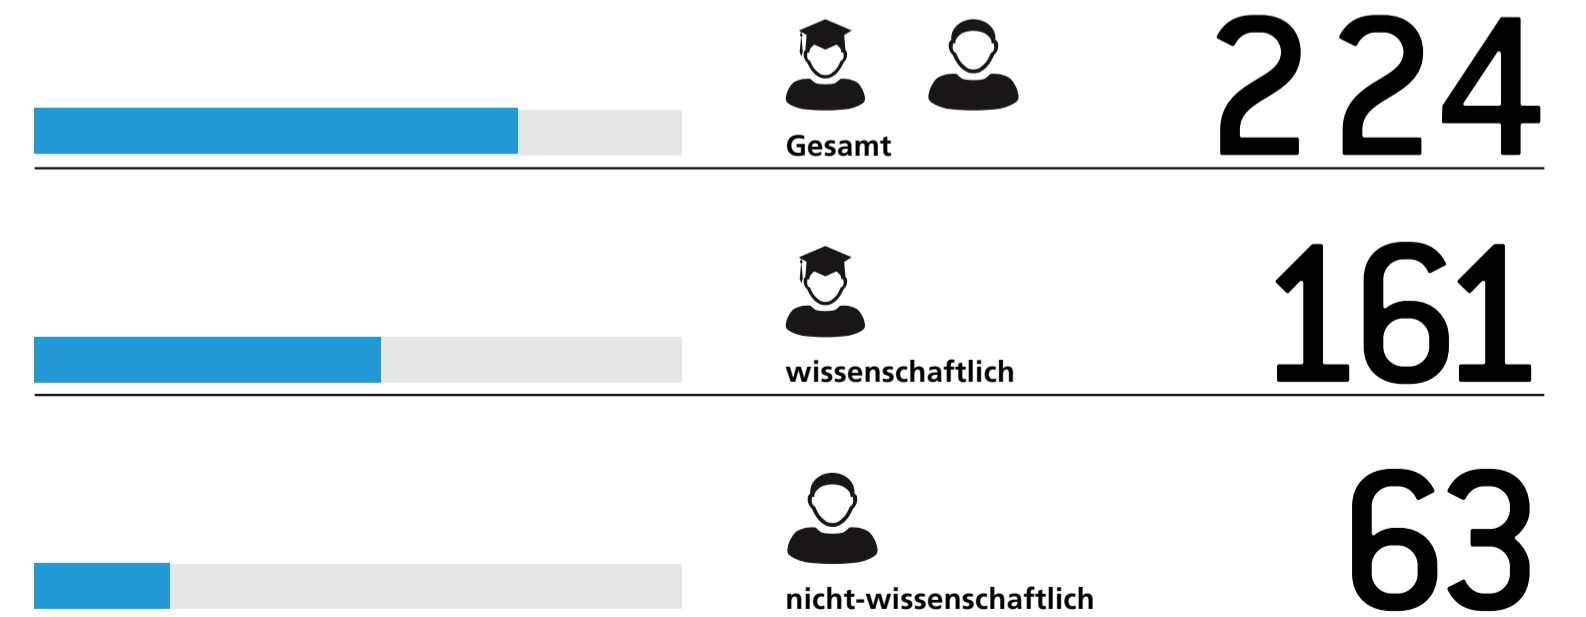 224
Gesamt
161
wissenschaftlich
63
nicht-wissenschaftlich